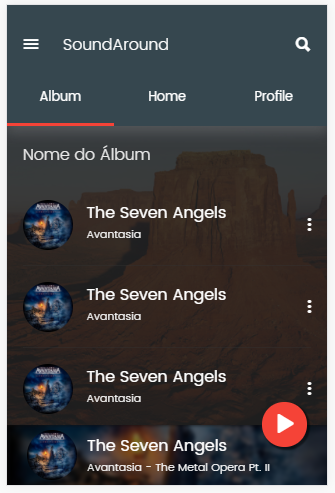 SoundAround
Album Home Profile
Nome do Álbum
The Seven Angels
Avantasia
The Seven Angels
Avantasia
The Seven Angels
Avantasia
The Seven Angels
Avantasia - The Metal Opera Pt. II